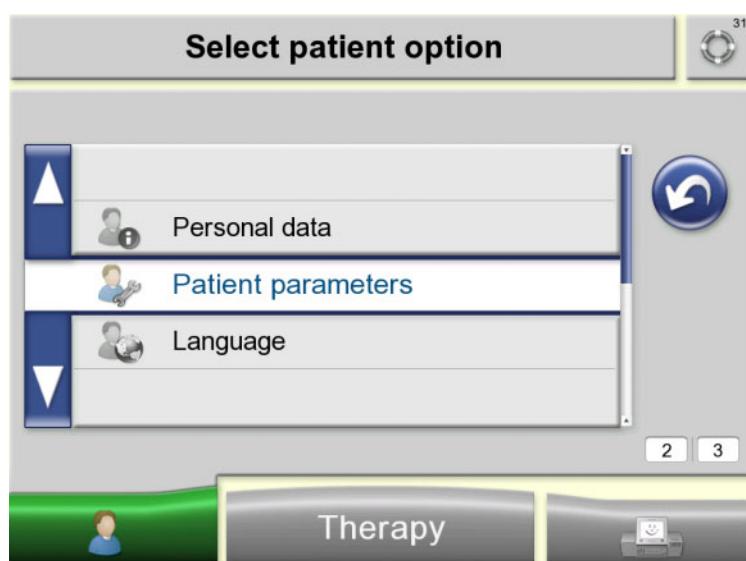 Select patient option
31
Personal data
Patient parameters
Language
2 3
Therapy